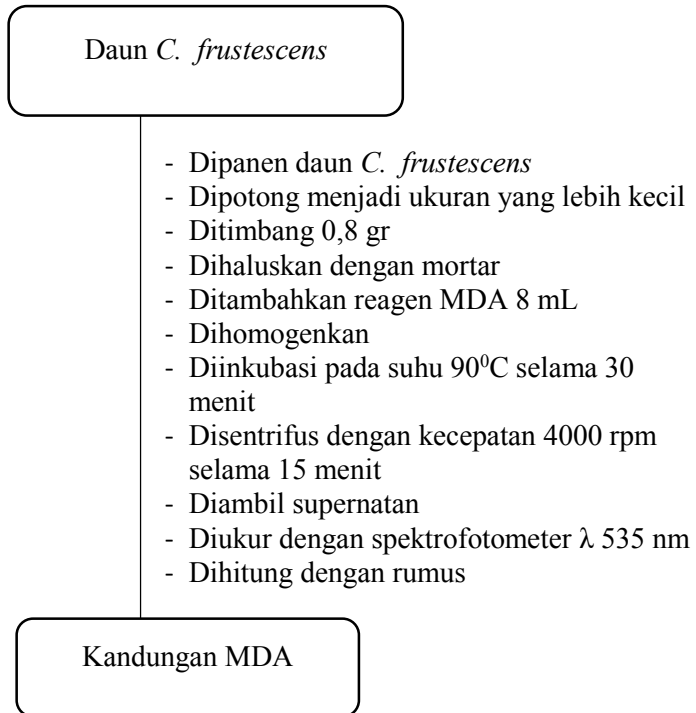 Daun C. frustescens
- Dipanen daun C. frustescens
- Dipotong menjadi ukuran yang lebih kecil
- Ditimbang 0,8 gr
- Dihaluskan dengan mortar
- Ditambahkan reagen MDA 8 mL
- Dihomogenkan
- Diinkubasi pada suhu 90⁰C selama 30
menit
- Disentrifus dengan kecepatan 4000 rpm
selama 15 menit
- Diambil supernatan
- Diukur dengan spektrofotometer λ 535 nm
- Dihitung dengan rumus
Kandungan MDA